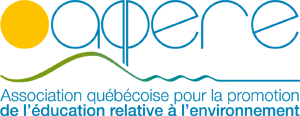 aqpere
Association québécoise pour la promotion
de l'éducation relative à l'environnement